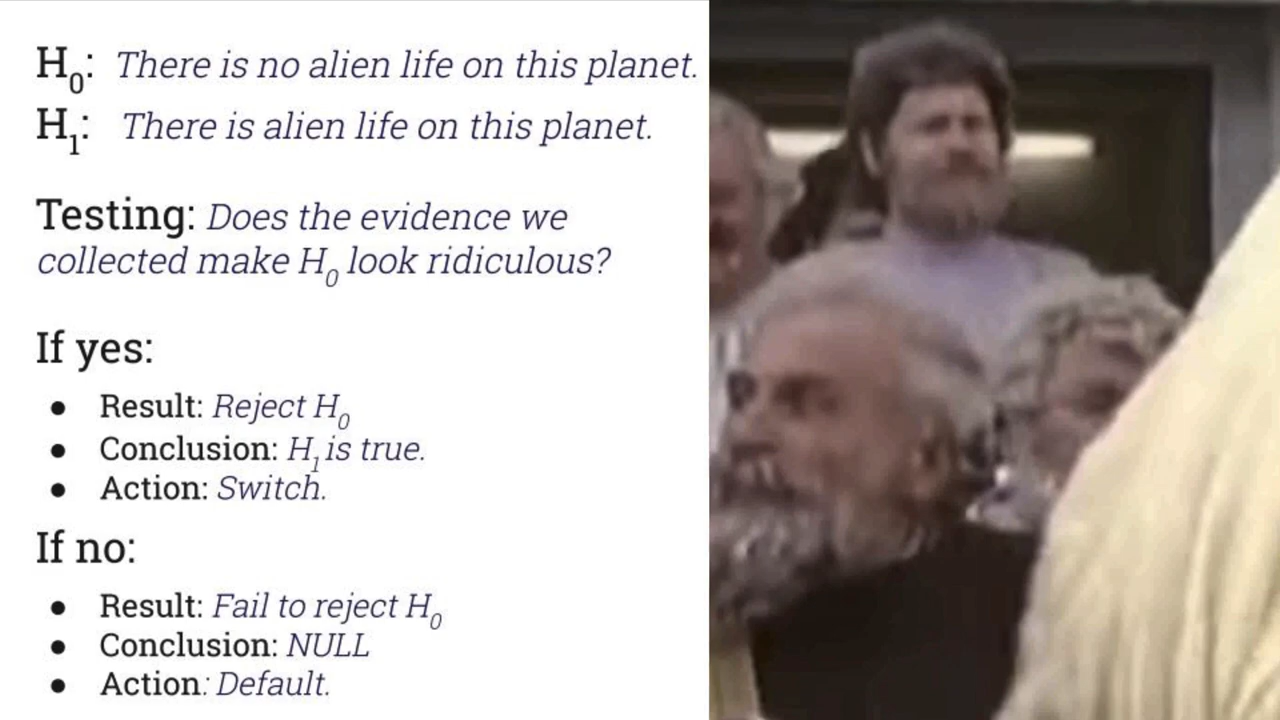 H₀: There is no alien life on this planet.
H₁: There is alien life on this planet.
Testing: Does the evidence we
collected make H₀ look ridiculous?
If yes:
● Result: Reject H₀
● Conclusion: H₁ is true.
● Action: Switch.
If no:
● Result: Fail to reject H₀
● Conclusion: NULL
● Action: Default.